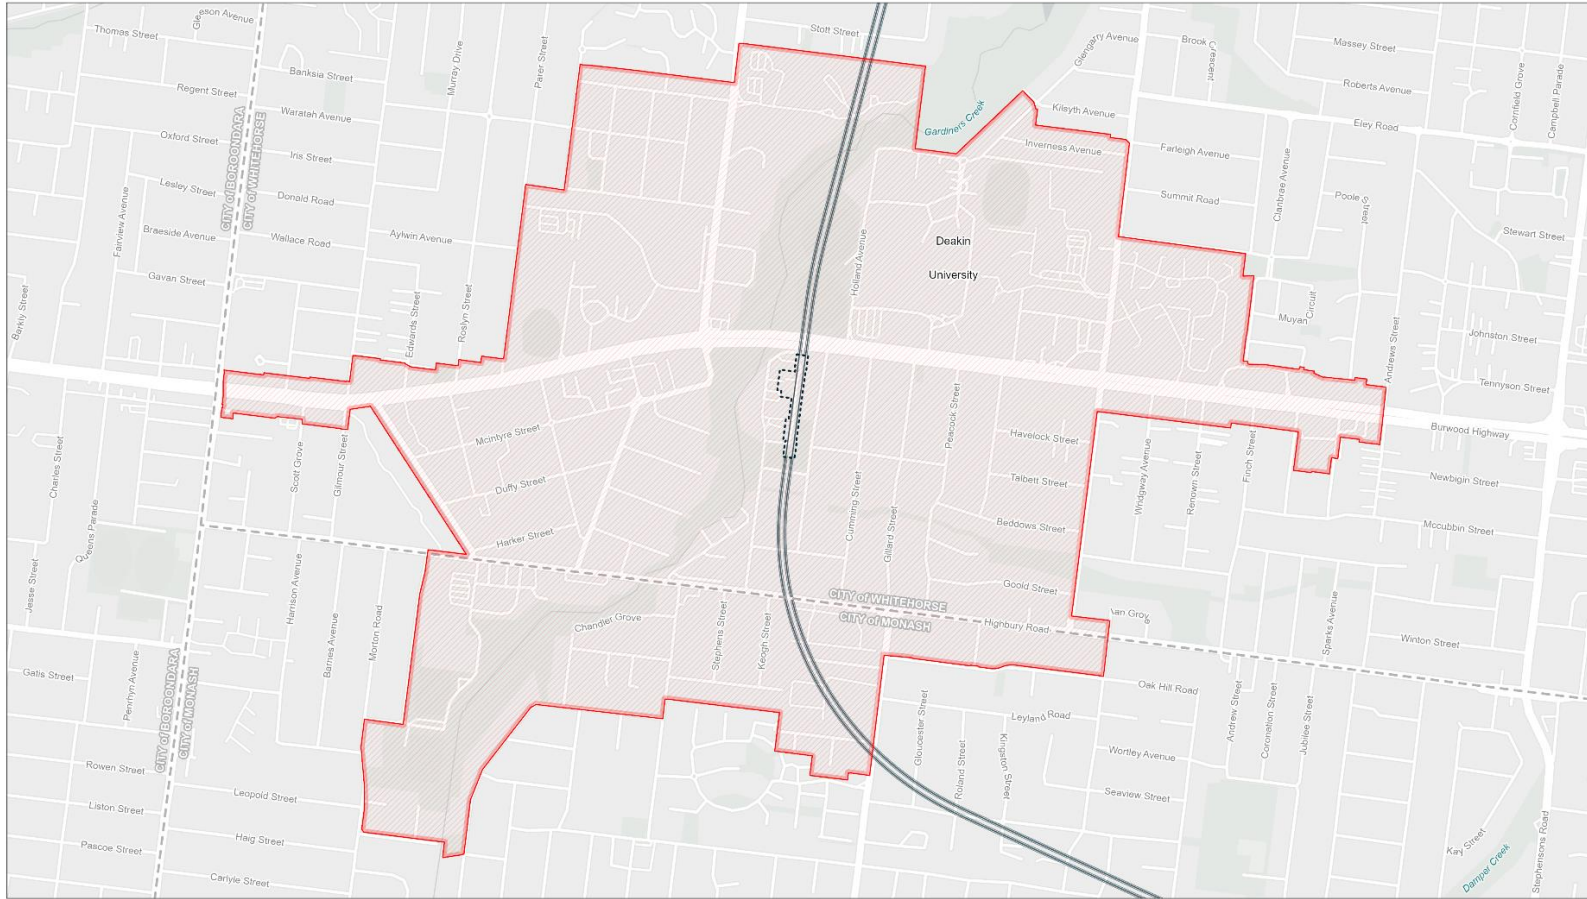 Gleeson Avenue
Thomas Street
Banksia Street
Murray Drive
Parer Street
Stott Street
Glengarry Avenue
Brook Crescent
Massey Street
Roberts Avenue
Cornfield Grove
Campbell Parade
Regent Street
Waratah Avenue
Gardiners Creek
Kilsyth Avenue
Eley Road
Oxford Street
CITY of BOROONDARA
CITY of WHITEHORSE
Iris Street
Inverness Avenue
Farleigh Avenue
Clanbrae Avenue
Lesley Street
Donald Road
Summit Road
Poole Street
Fairview Avenue
Braeside Avenue
Wallace Road
Aylwin Avenue
Holland Avenue
Deakin
University
Stewart Street
Gavan Street
Barkly Street
Edwards Street
Roslyn Street
Muyan Circuit
Andrews Street
Johnston Street
Tennyson Street
Peacock Street
Burwood Highway
Charles Street
Scott Grove
Gilmour Street
Mcintyre Street
Havelock Street
Windgway Avenue
Renown Street
Finch Street
Duffy Street
Talbett Street
Newbigin Street
Cumming Street
Gillard Street
Queens Parade
Harker Street
Beddows Street
Mccubbin Street
Jesse Street
Harrison Avenue
Goold Street
CITY of WHITEHORSE
CITY of MONASH
Barnes Avenue
Morton Road
Chandler Grove
Stephens Street
Keogh Street
Highbury Road
Sparks Avenue
Winton Street
CITY of BOROONDARA
CITY of MONASH
Gatis Street
Penrhyn Avenue
Oak Hill Road
Gloucester Street
Leyland Road
Andrew Street
Coronation Street
Jubilee Street
Roland Street
Kingston Street
Wortley Avenue
Rowen Street
Leopold Street
Seaview Street
Liston Street
Haig Street
Pascoe Street
Kay Street
Stephensons Road
Carlyle Street
Damper Creek